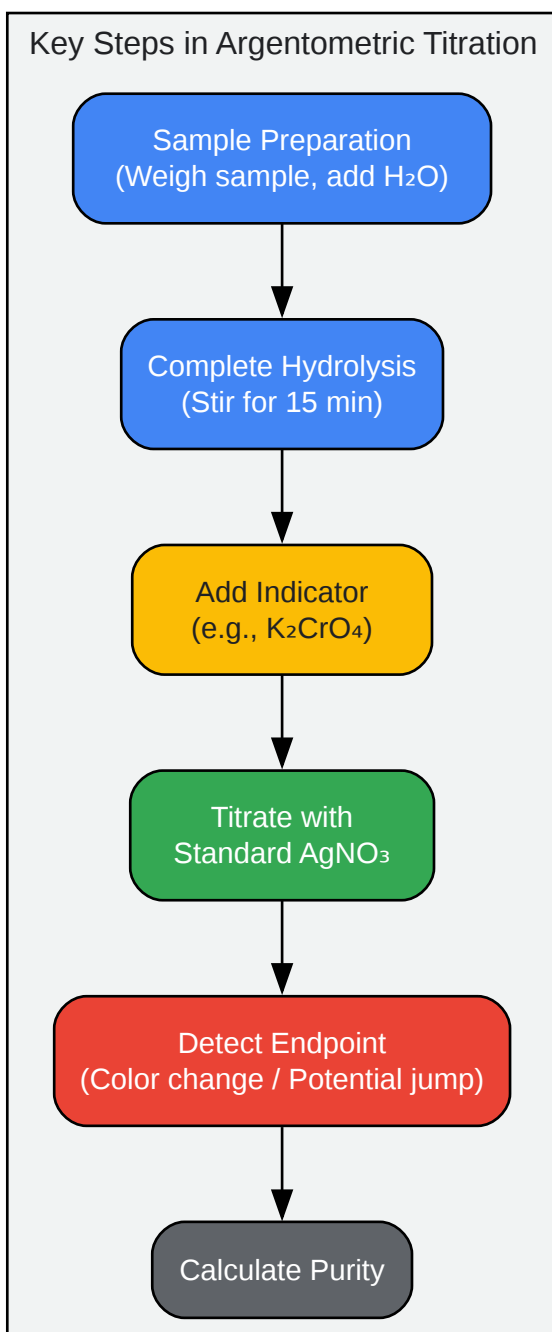 Key Steps in Argentometric Titration
Sample Preparation
(Weigh sample, add H₂O)
Complete Hydrolysis
(Stir for 15 min)
Add Indicator
(e.g., K₂CrO₄)
Titrate with
Standard AgNO₃
Detect Endpoint
(Color change / Potential jump)
Calculate Purity